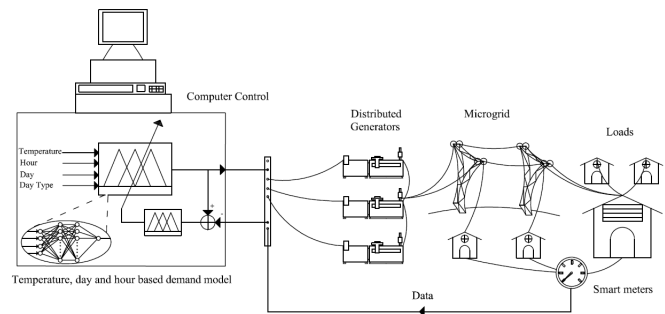 Computer Control
Distributed
Generators
Microgrid
Loads
Temperature
Hour
Day
Day Type
+
-
Temperature, day and hour based demand model
Data
Smart meters